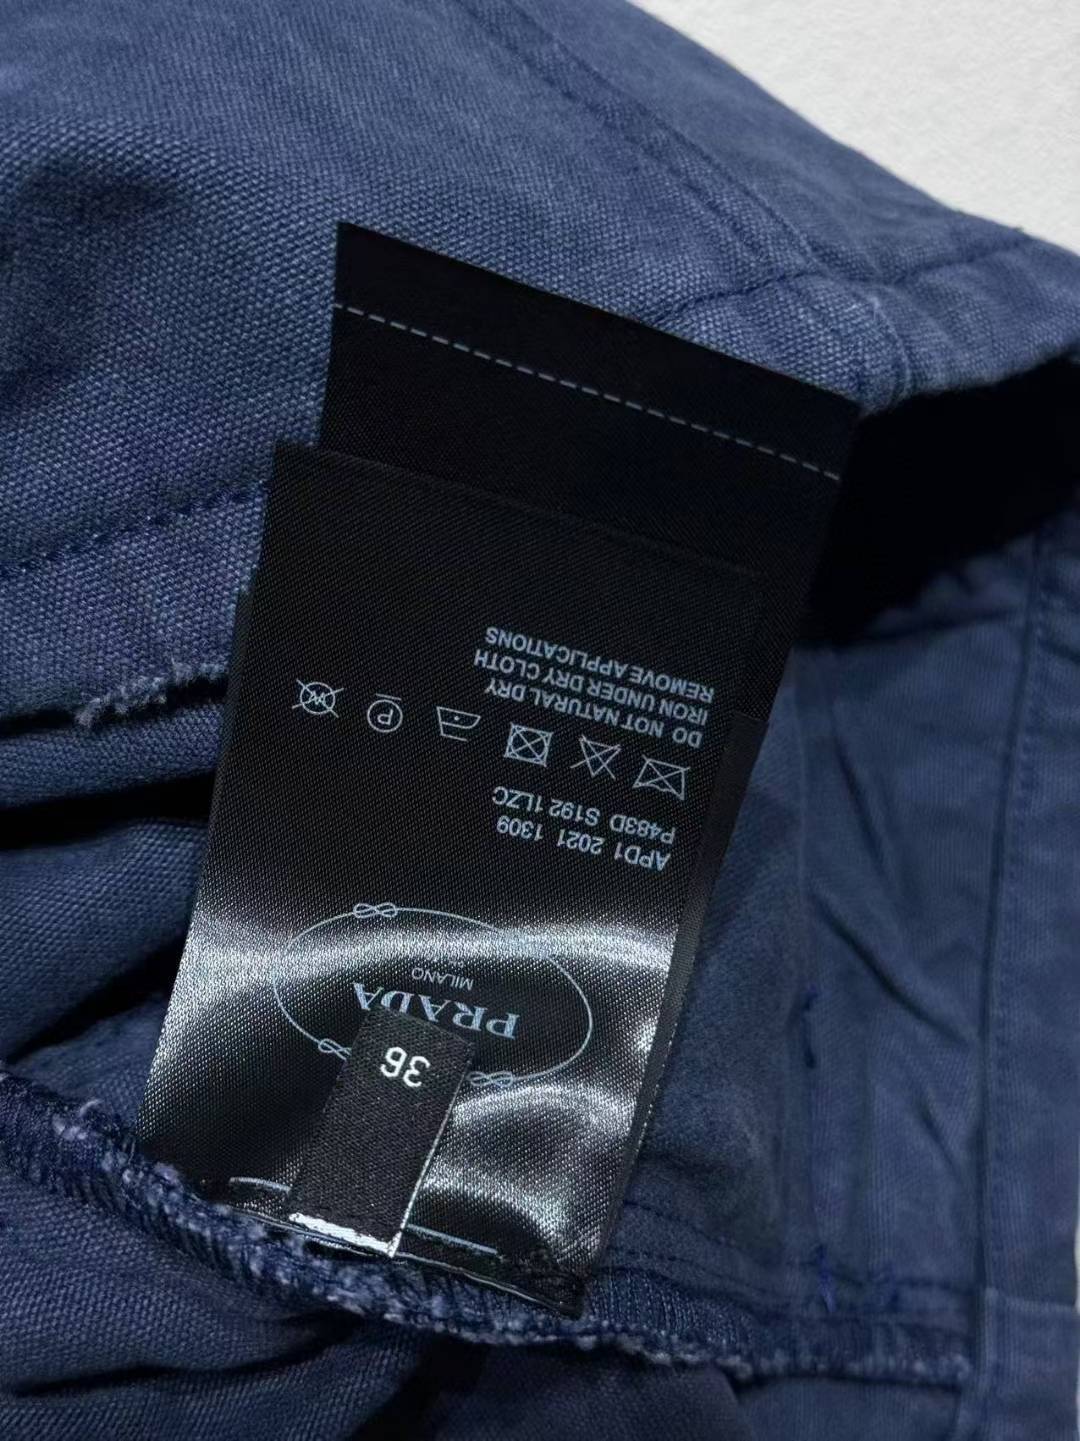 36
PRADA
MILANO
APD1 2021 1309
P483D S192 1LZC
DO NOT NATURAL DRY
IRON UNDER DRY CLOTH
REMOVE APPLICATIONS
P